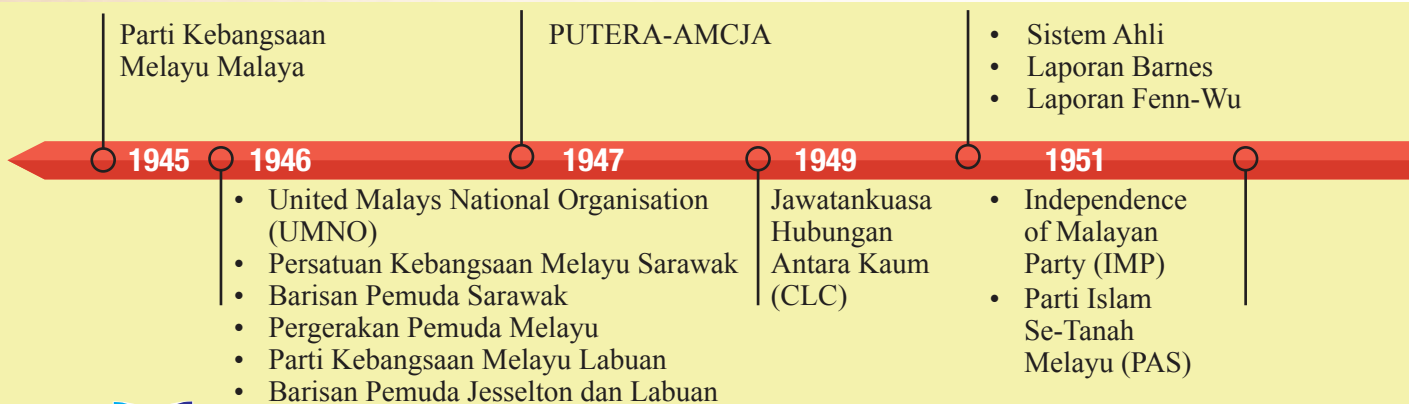 Parti Kebangsaan
Melayu Malaya
PUTERA-AMCJA
• Sistem Ahli
• Laporan Barnes
• Laporan Fenn-Wu
1945
1946
1947
1949
1951
• United Malays National Organisation
(UMNO)
• Persatuan Kebangsaan Melayu Sarawak
• Barisan Pemuda Sarawak
• Pergerakan Pemuda Melayu
• Parti Kebangsaan Melayu Labuan
• Barisan Pemuda Jesselton dan Labuan
Jawatankuasa
Hubungan
Antara Kaum
(CLC)
• Independence
of Malayan
Party (IMP)
• Parti Islam
Se-Tanah
Melayu (PAS)